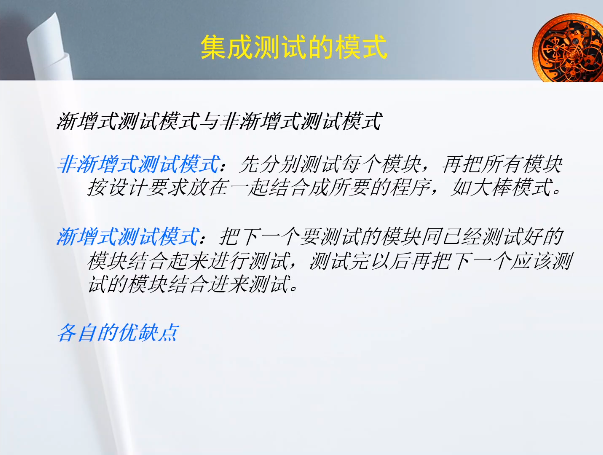 集成测试的模式
渐增式测试模式与非渐增式测试模式
非渐增式测试模式：先分别测试每个模块，再把所有模块
按设计要求放在一起结合成所要的程序，如大棒模式。
渐增式测试模式：把下一个要测试的模块同已经测试好的
模块结合起来进行测试，测试完以后再把下一个应该测
试的模块结合进来测试。
各自的优缺点